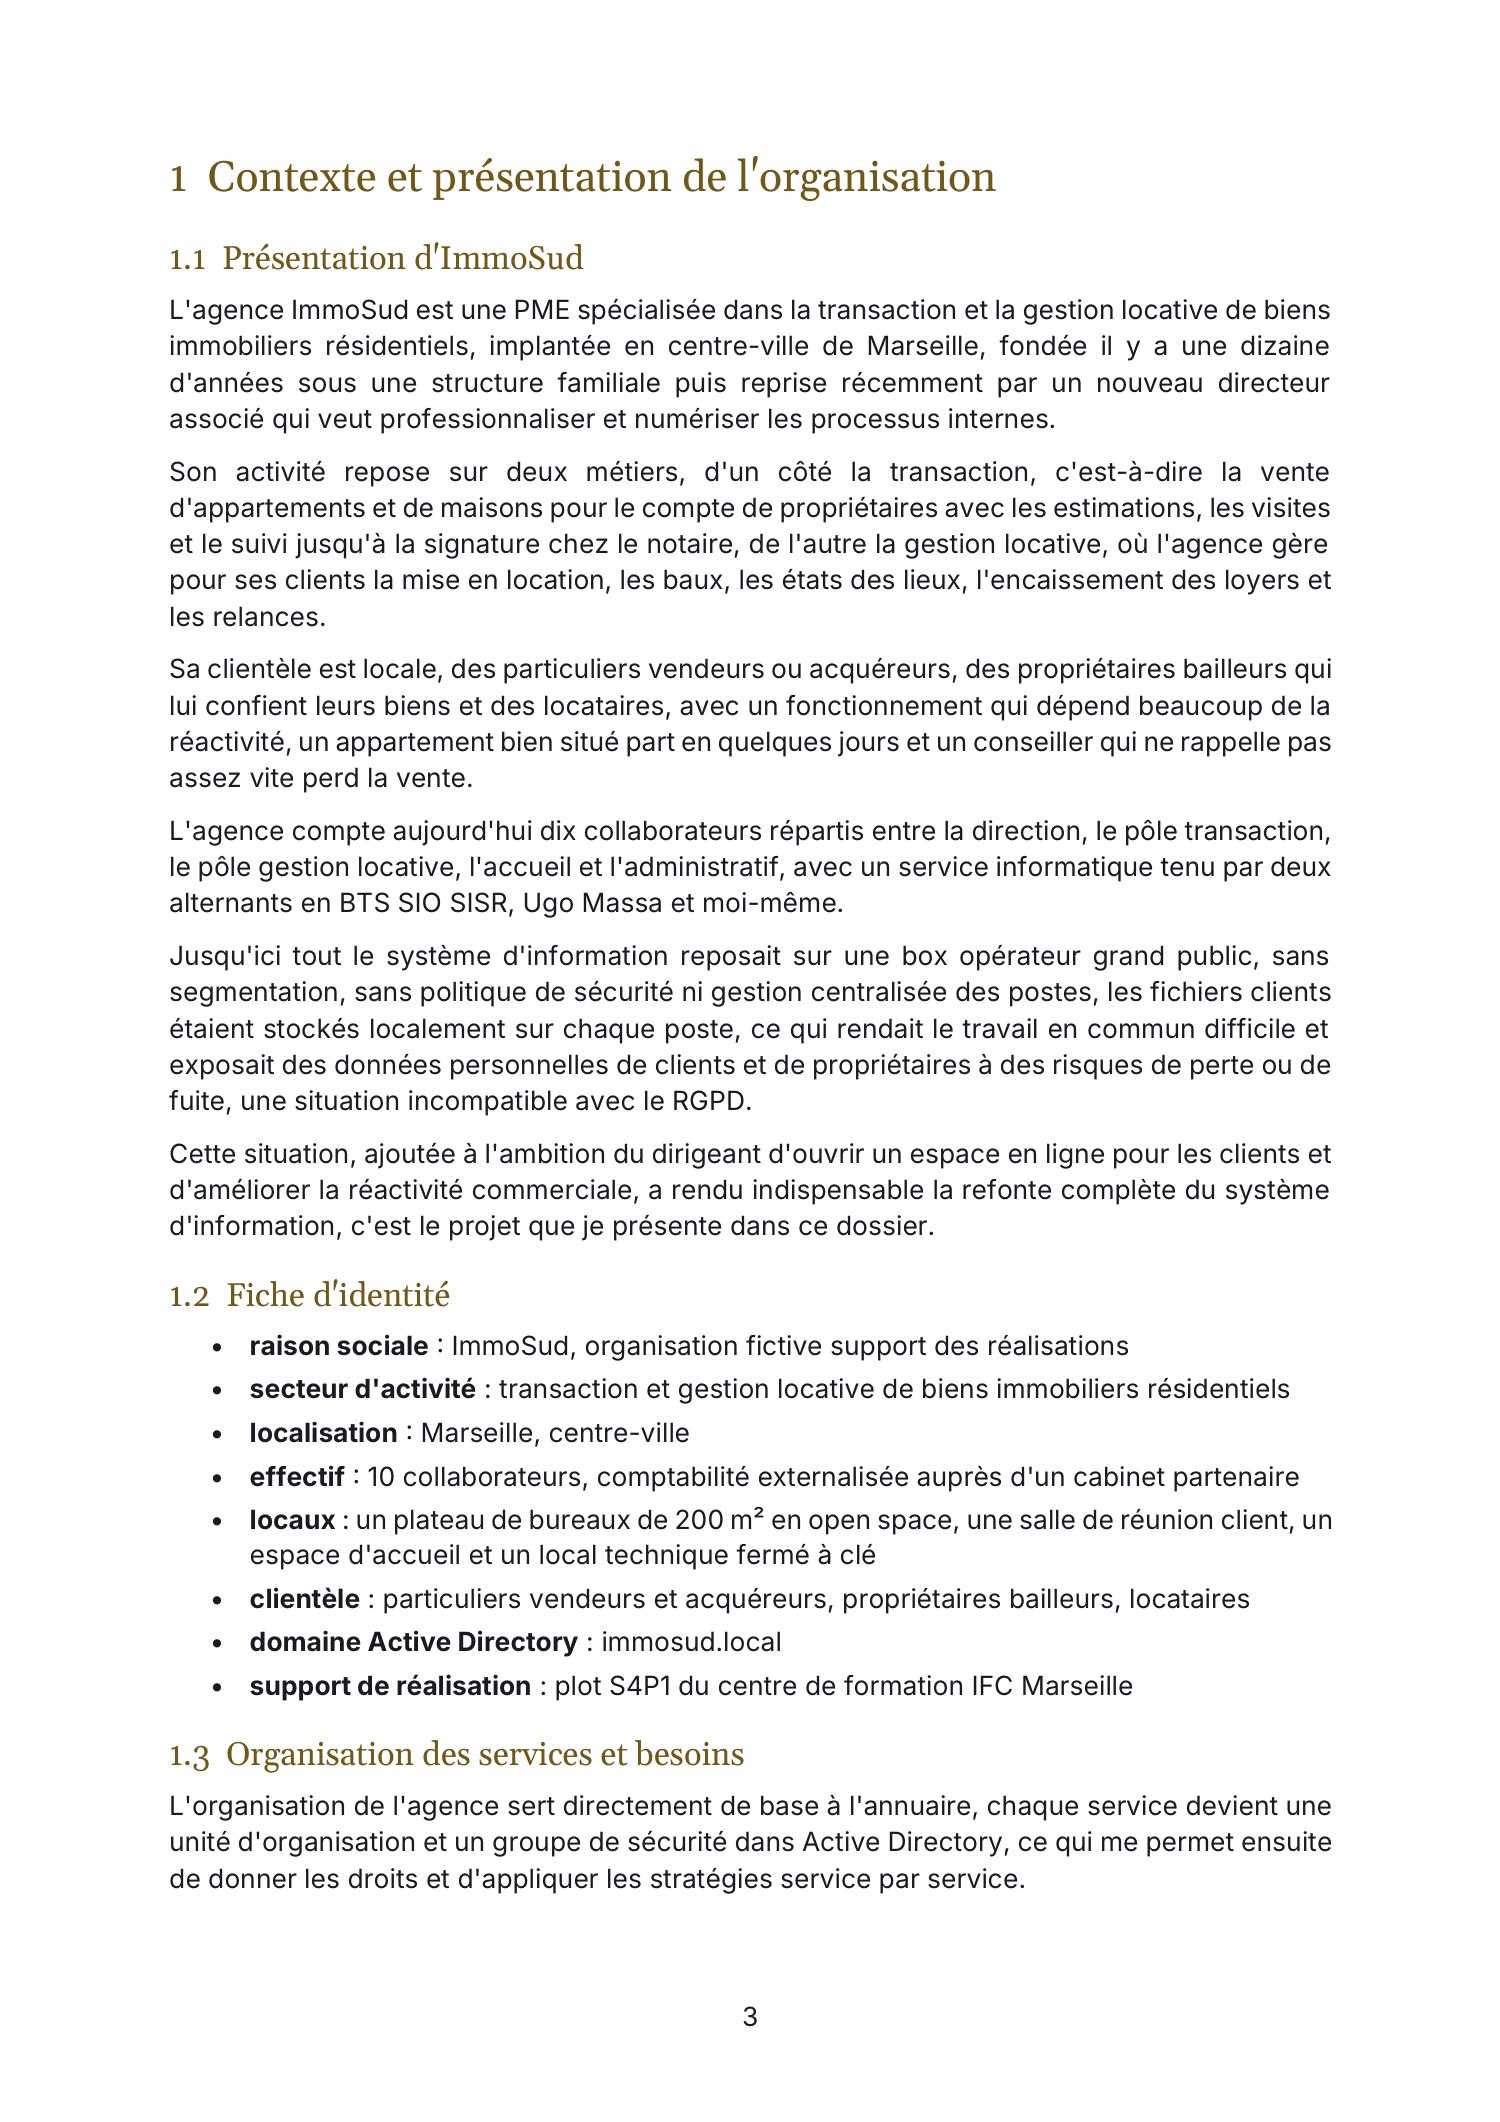 1 Contexte et présentation de l'organisation
1.1 Présentation d'ImmoSud
L'agence ImmoSud est une PME spécialisée dans la transaction et la gestion locative de biens
immobiliers résidentiels, implantée en centre-ville de Marseille, fondée il y a une dizaine
d'années sous une structure familiale puis reprise récemment par un nouveau directeur
associé qui veut professionnaliser et numériser les processus internes.
Son activité repose sur deux métiers, d'un côté la transaction, c'est-à-dire la vente
d'appartements et de maisons pour le compte de propriétaires avec les estimations, les visites
et le suivi jusqu'à la signature chez le notaire, de l'autre la gestion locative, où l'agence gère
pour ses clients la mise en location, les baux, les états des lieux, l'encaissement des loyers et
les relances.
Sa clientèle est locale, des particuliers vendeurs ou acquéreurs, des propriétaires bailleurs qui
lui confient leurs biens et des locataires, avec un fonctionnement qui dépend beaucoup de la
réactivité, un appartement bien situé part en quelques jours et un conseiller qui ne rappelle pas
assez vite perd la vente.
L'agence compte aujourd'hui dix collaborateurs répartis entre la direction, le pôle transaction,
le pôle gestion locative, l'accueil et l'administratif, avec un service informatique tenu par deux
alternants en BTS SIO SISR, Ugo Massa et moi-même.
Jusqu'ici tout le système d'information reposait sur une box opérateur grand public, sans
segmentation, sans politique de sécurité ni gestion centralisée des postes, les fichiers clients
étaient stockés localement sur chaque poste, ce qui rendait le travail en commun difficile et
exposait des données personnelles de clients et de propriétaires à des risques de perte ou de
fuite, une situation incompatible avec le RGPD.
Cette situation, ajoutée à l'ambition du dirigeant d'ouvrir un espace en ligne pour les clients et
d'améliorer la réactivité commerciale, a rendu indispensable la refonte complète du système
d'information, c'est le projet que je présente dans ce dossier.
1.2 Fiche d'identité
• raison sociale : ImmoSud, organisation fictive support des réalisations
• secteur d'activité : transaction et gestion locative de biens immobiliers résidentiels
• localisation : Marseille, centre-ville
• effectif : 10 collaborateurs, comptabilité externalisée auprès d'un cabinet partenaire
• locaux : un plateau de bureaux de 200 m² en open space, une salle de réunion client, un
espace d'accueil et un local technique fermé à clé
• clientèle : particuliers vendeurs et acquéreurs, propriétaires bailleurs, locataires
• domaine Active Directory : immosud.local
• support de réalisation : plot S4P1 du centre de formation IFC Marseille
1.3 Organisation des services et besoins
L'organisation de l'agence sert directement de base à l'annuaire, chaque service devient une
unité d'organisation et un groupe de sécurité dans Active Directory, ce qui me permet ensuite
de donner les droits et d'appliquer les stratégies service par service.
3